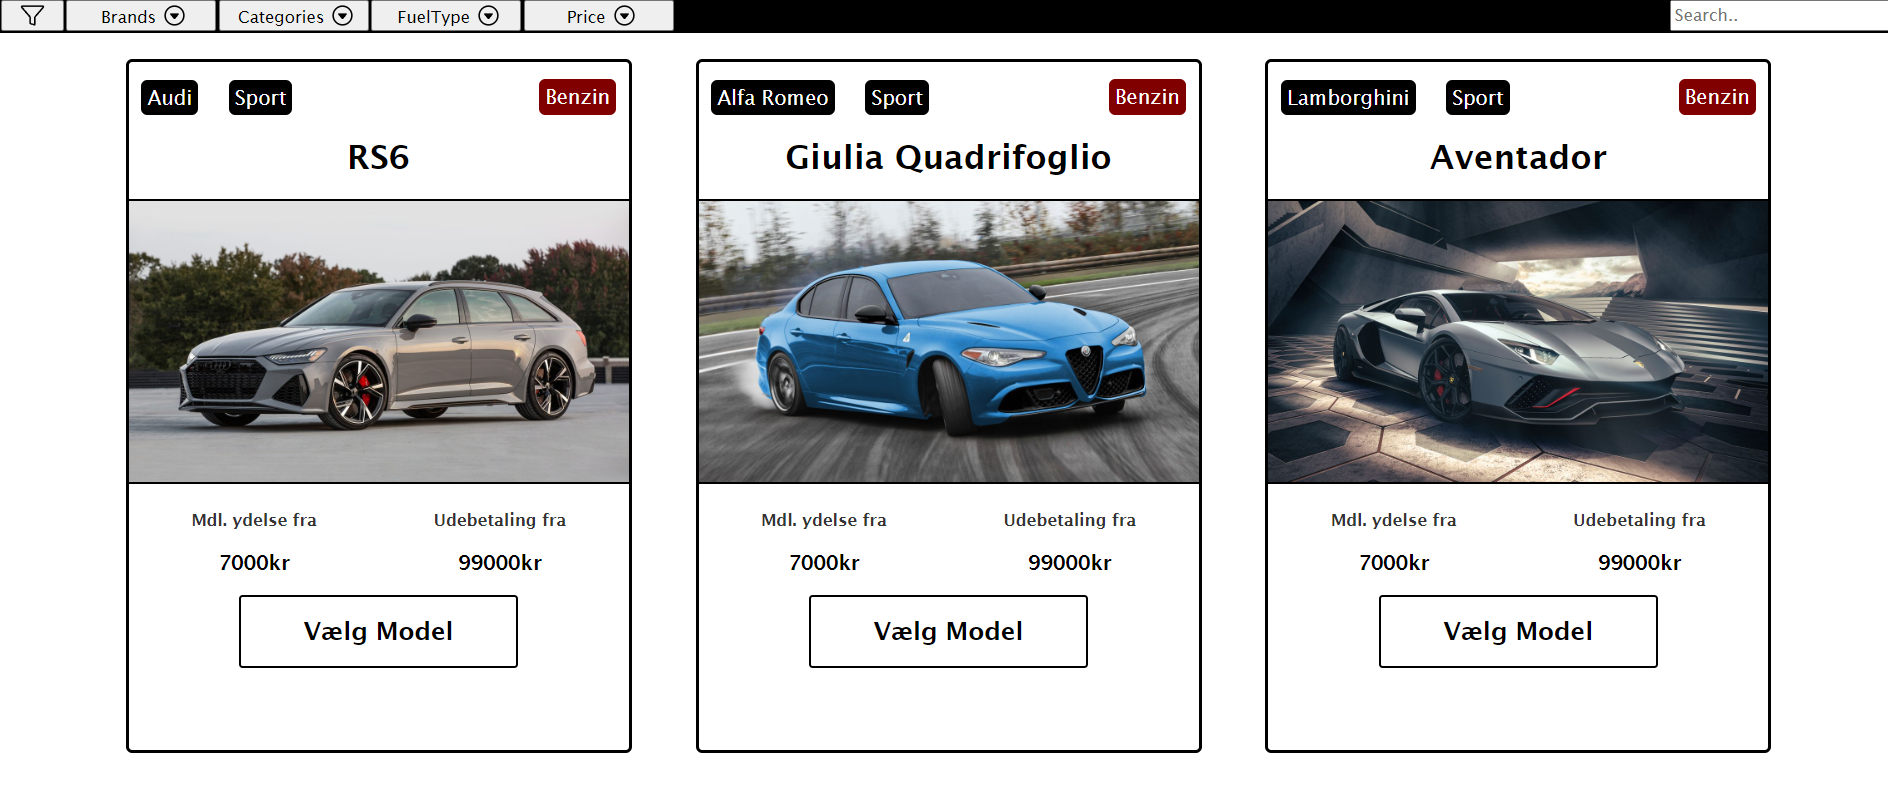 Brands Categories FuelType Price Search..
Audi Sport Benzin
RS6
Mdl. ydelse fra Udebetaling fra
7000kr 99000kr
Vælg Model
Alfa Romeo Sport Benzin
Giulia Quadrifoglio
Mdl. ydelse fra Udebetaling fra
7000kr 99000kr
Vælg Model
Lamborghini Sport Benzin
Aventador
Mdl. ydelse fra Udebetaling fra
7000kr 99000kr
Vælg Model